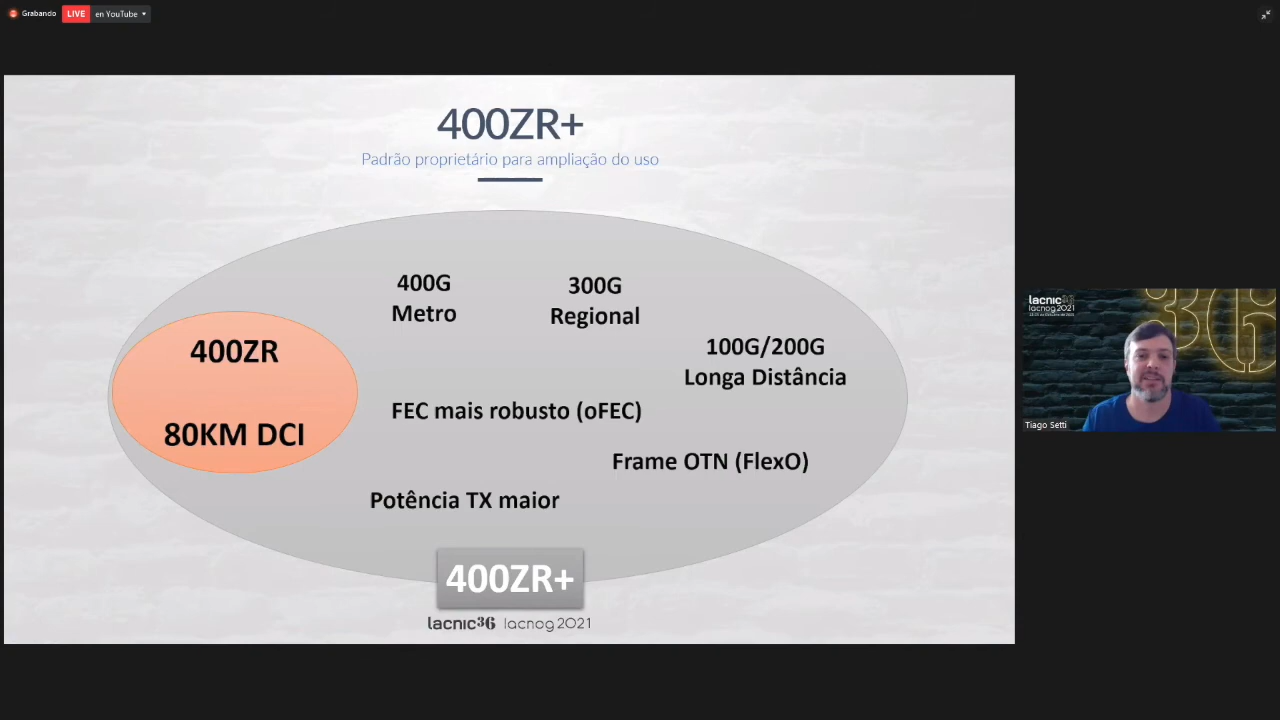 Grabando
LIVE
en YouTube
400ZR+
Padrão proprietário para ampliação do uso
400G
Metro
300G
Regional
400ZR
80KM DCI
100G/200G
Longa Distância
FEC mais robusto (oFEC)
Frame OTN (FlexO)
Potência TX maior
400ZR+
lacnic36 lacnog2021
lacnic36
lacnog2021
Tiago Setti